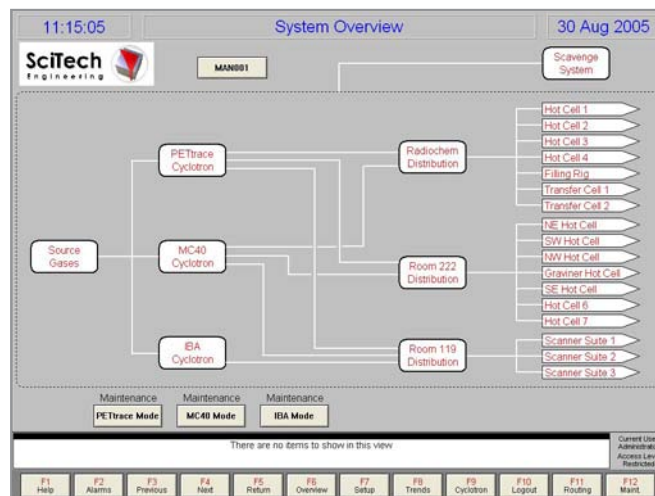 11:15:05
System Overview
30 Aug 2005
SciTech
Engineering
MAN001
Scavenge
System
PETtrace
Cyclotron
Radiochem
Distribution
Hot Cell 1
Hot Cell 2
Hot Cell 3
Hot Cell 4
Filling Rig
Transfer Cell 1
Transfer Cell 2
Source
Gases
MC40
Cyclotron
Room 222
Distribution
NE Hot Cell
SW Hot Cell
NW Hot Cell
Graviner Hot Cell
SE Hot Cell
Hot Cell 6
Hot Cell 7
IBA
Cyclotron
Room 119
Distribution
Scanner Suite 1
Scanner Suite 2
Scanner Suite 3
Maintenance
Maintenance
Maintenance
PETtrace Mode
MC40 Mode
IBA Mode
There are no items to show in this view
Current Use
Administrato
Access Leve
Restricted
F1 Help
F2 Alarms
F3 Previous
F4 Next
F5 Return
F6 Overview
F7 Setup
F8 Trends
F9 Cyclotron
F10 Logout
F11 Routing
F12 Maint.